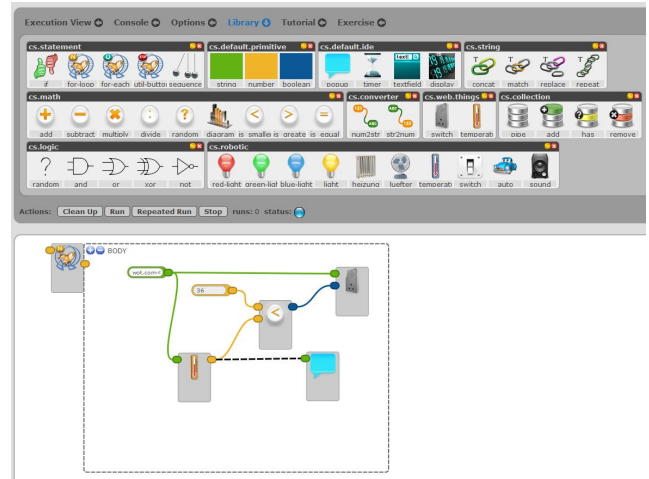 Execution View Console Options Library Tutorial Exercise
cs.statement cs.default.primitive cs.default.ide cs.string
if for-loop for-each util-butto sequence string number boolean popup timer textfield display concat match replace repeat
cs.math cs.converter cs.web.things cs.collection
add subtract multiply divide random diagram is smalle is greate is equal num2str str2num switch temperat pipe add has remove
cs.logic cs.robotic
random and or xor not red-light green-lig blue-light light heizung luefter temperat switch auto sound
Actions: Clean Up Run Repeated Run Stop runs: 0 status:
BODY
wot.com
36